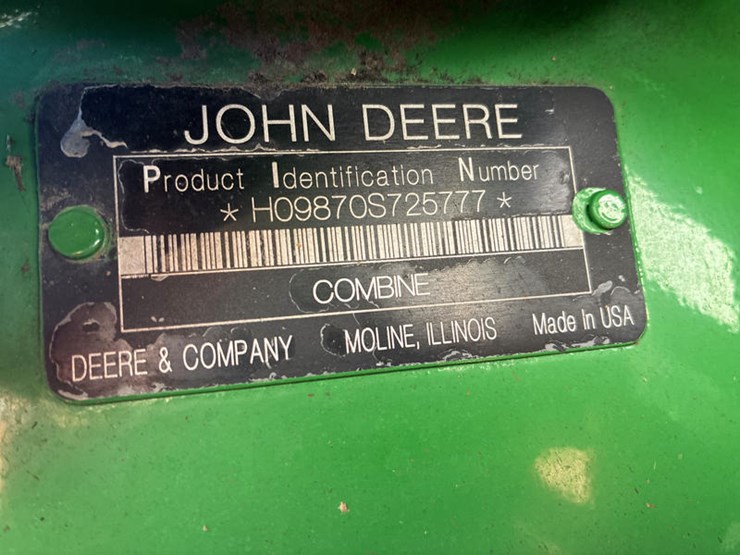 JOHN DEERE
Product Identification Number
* H09870S725777 *
COMBINE
DEERE & COMPANY MOLINE, ILLINOIS Made In USA